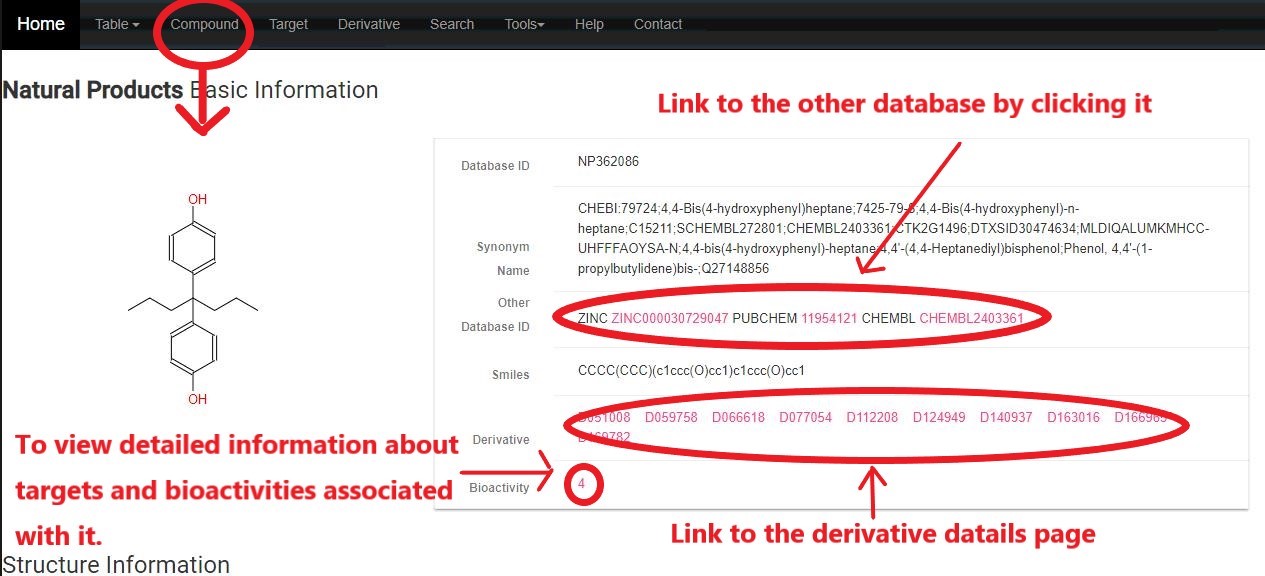 Home Table Compound Target Derivative Search Tools Help Contact
Natural Products Basic Information
Link to the other database by clicking it
OH
OH
Database ID NP362086
Synonym Name
CHEBI:79724;4,4-Bis(4-hydroxyphenyl)heptane;7425-79-8;4,4-Bis(4-hydroxyphenyl)-n-
heptane;C15211;SCHEMBL272801;CHEMBL2403361;CTK2G1496;DTXSID30474634;MLDIQALUMKMHCC-
UHFFFAOYSA-N;4,4-bis(4-hydroxyphenyl)-heptane;4,4'-(4,4-Heptanediyl)bisphenol;Phenol, 4,4'-(1-
propylbutylidene)bis-;Q27148856
Other
Database ID
ZINC ZINC000030729047 PUBCHEM 11954121 CHEMBL CHEMBL2403361
Smiles CCCC(CCC)(c1ccc(O)cc1)c1ccc(O)cc1
Derivative
D051008 D059758 D066618 D077054 D112208 D124949 D140937 D163016
Bioactivity 4
To view detailed information about
targets and bioactivities associated
with it.
Link to the derivative datails page
Structure Information